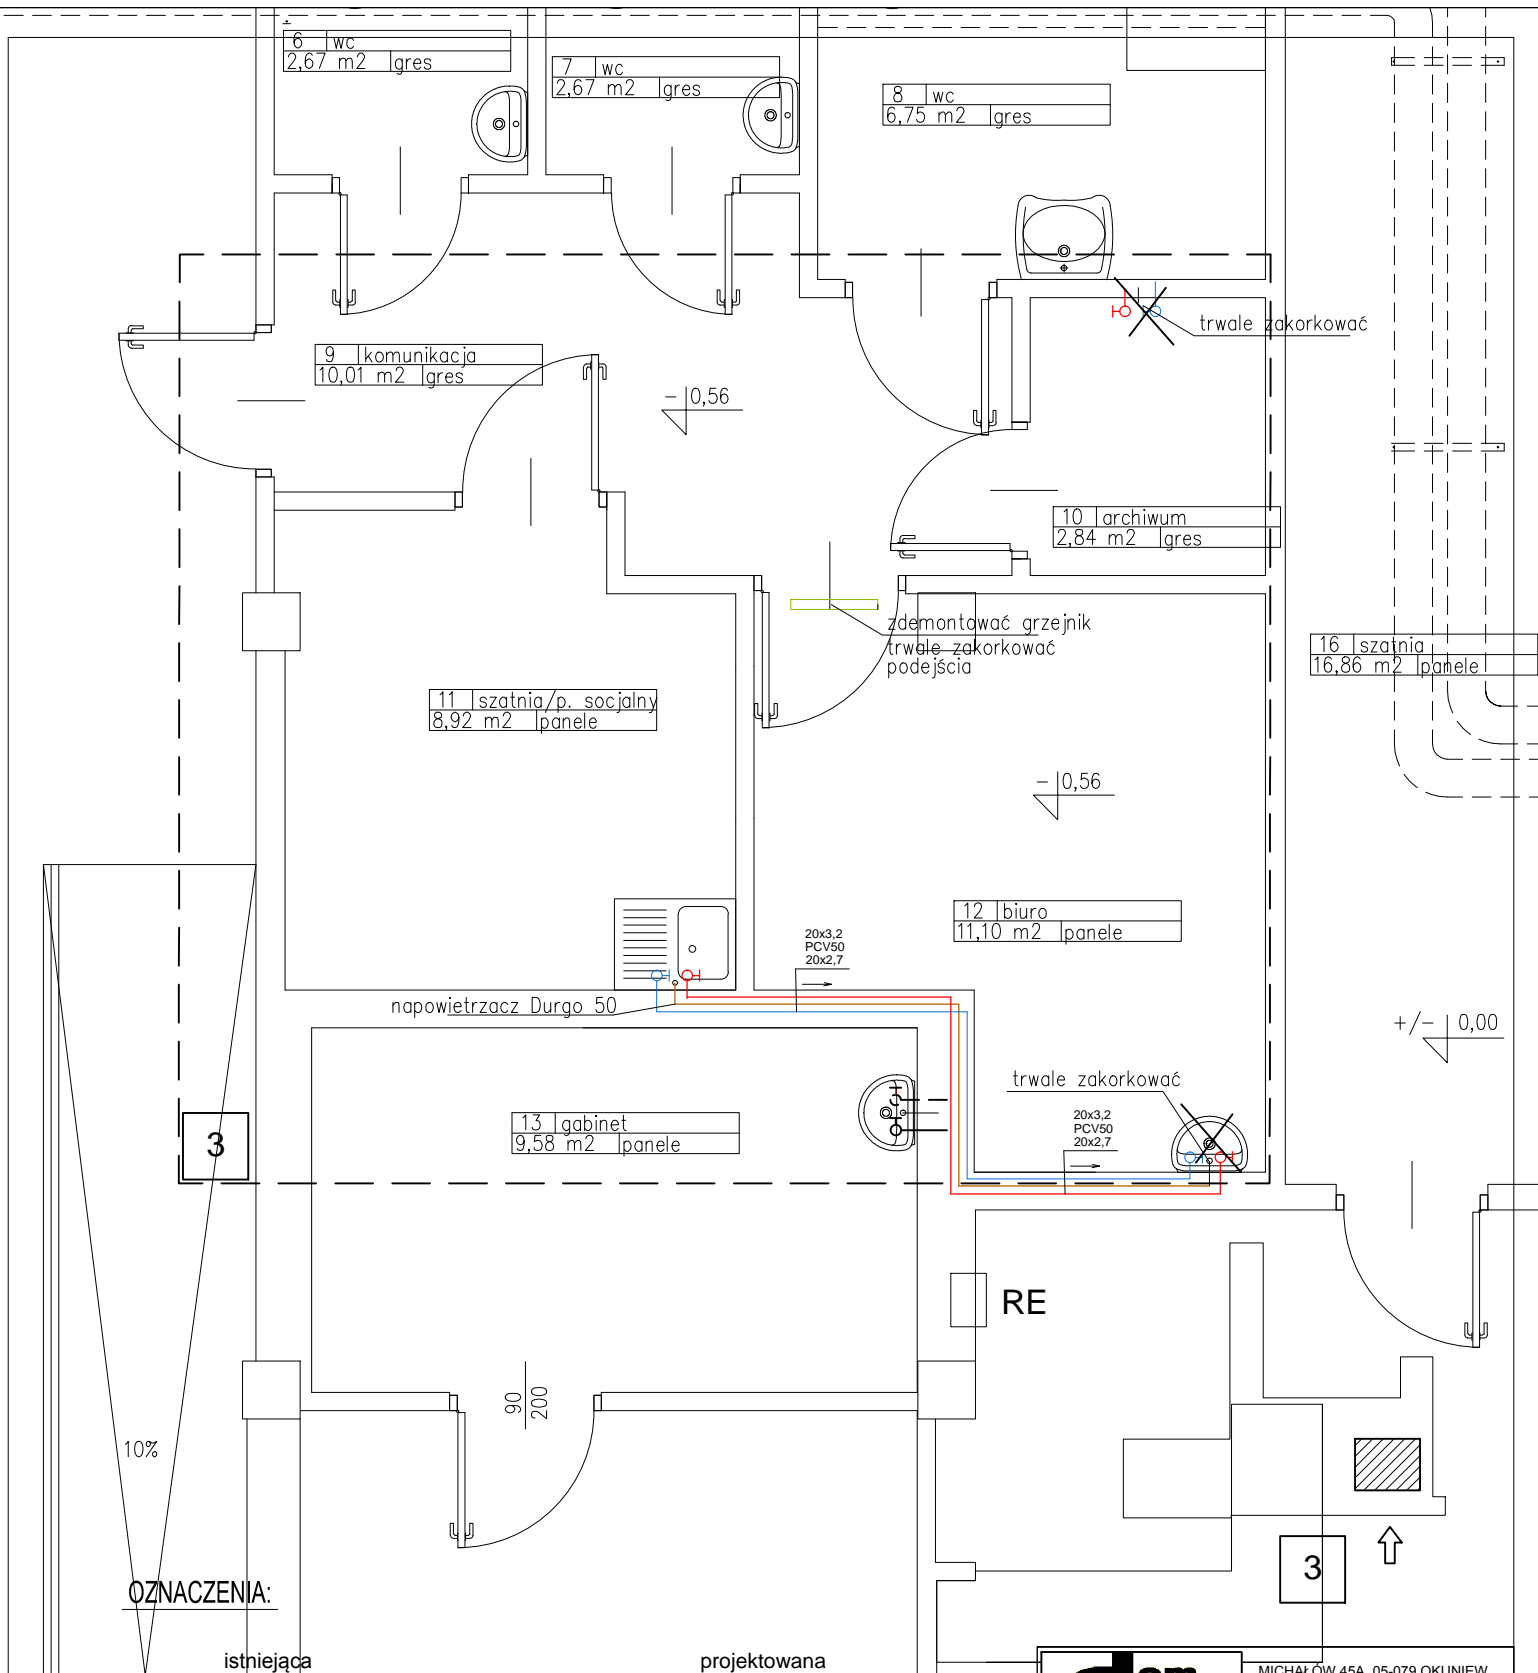 6 wc
2,67 m2 gres
7 wc
2,67 m2 gres
8 wc
6,75 m2 gres
trwale zakorkować
9 komunikacja
10,01 m2 gres
- 0,56
10 archiwum
2,84 m2 gres
zdemontować grzejnik
trwale zakorkować
podejścia
16 szatnia
16,86 m2 panele
11 szatnia/p. socjalny
8,92 m2 panele
- 0,56
12 biuro
11,10 m2 panele
20x3,2
PCV50
20x2,7
napowietrzacz Durgo 50
+/- 0,00
trwale zakorkować
20x3,2
PCV50
20x2,7
13 gabinet
9,58 m2 panele
3
RE
90
200
10%
3
OZNACZENIA:
istniejąca
projektowana
MICHAŁÓW 45A, 05-079 OKUNIEW